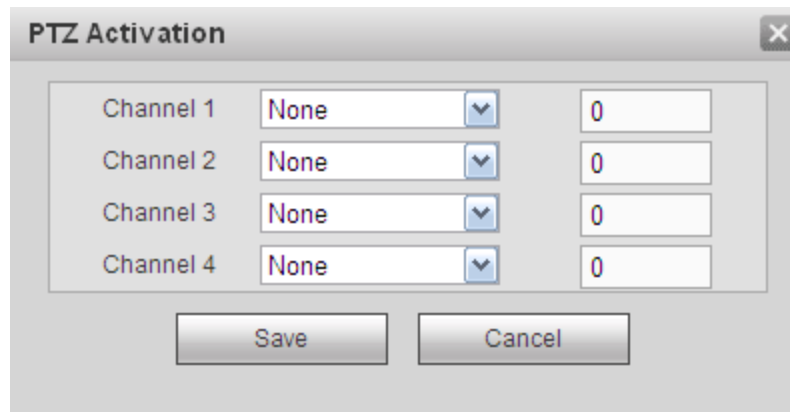 PTZ Activation
Channel 1 None 0
Channel 2 None 0
Channel 3 None 0
Channel 4 None 0
Save Cancel